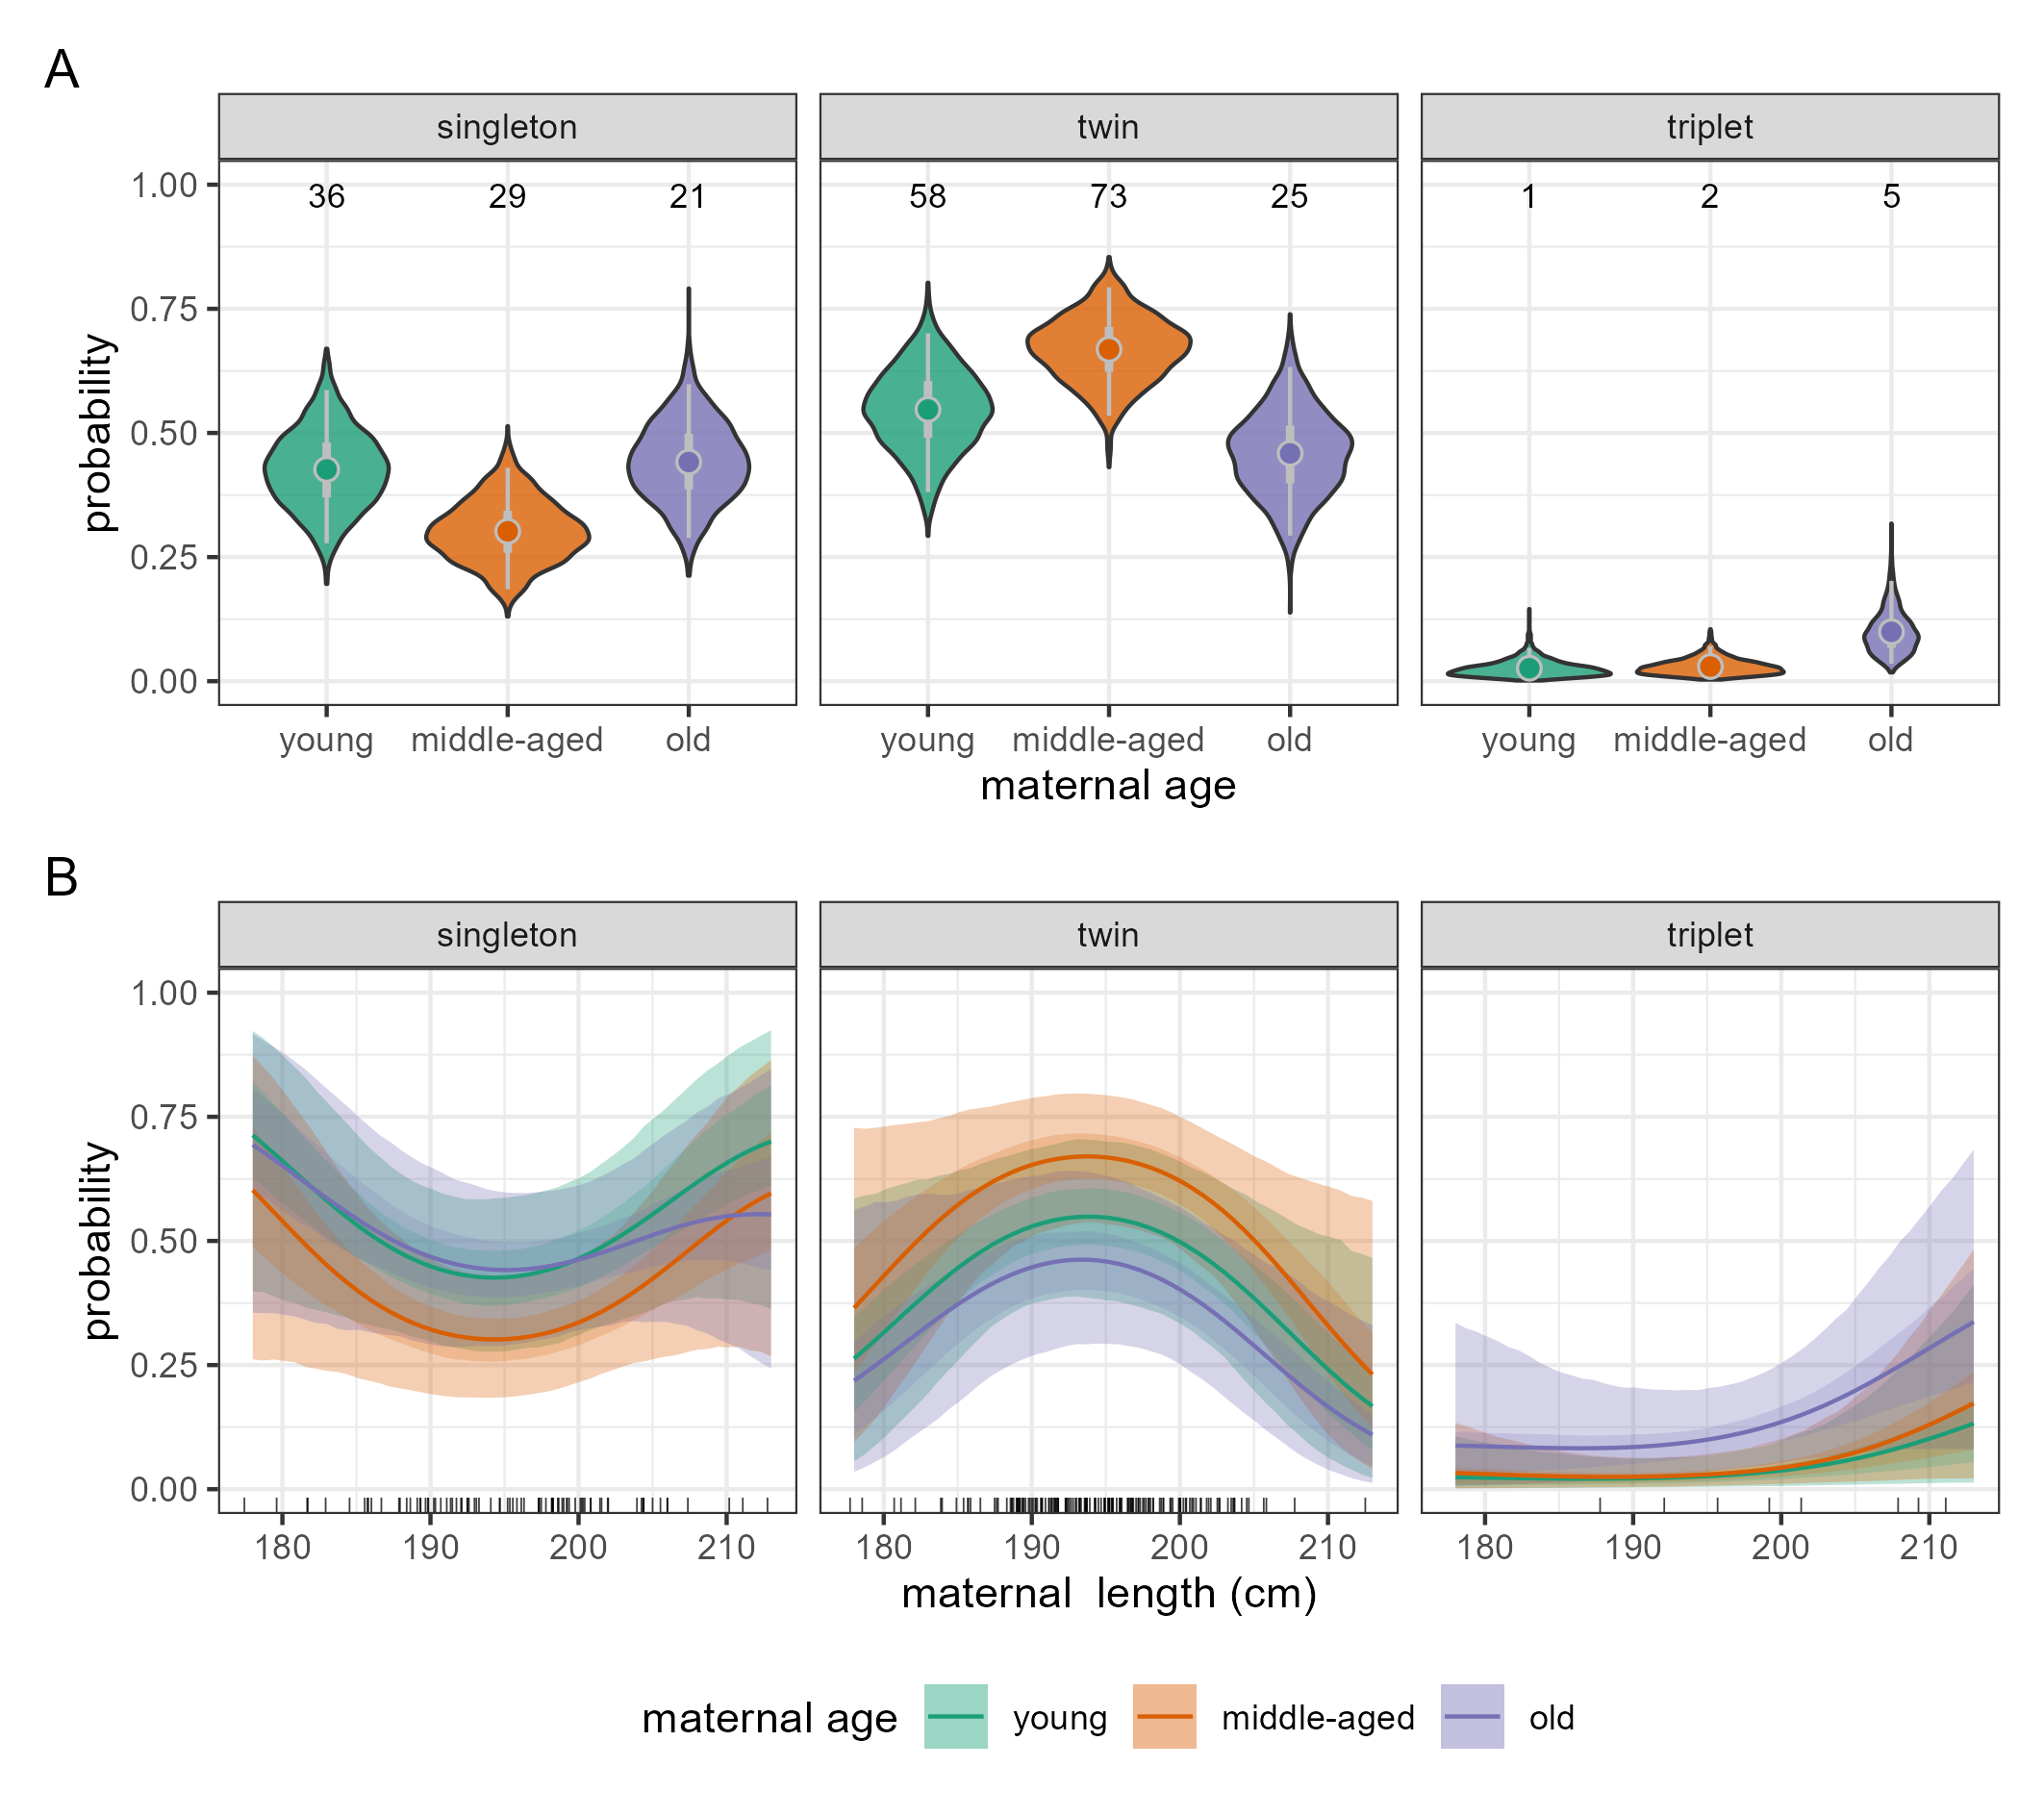 A
singleton twin triplet
36 29 21 58 73 25 1 2 5
1.00
0.75
0.50
0.25
0.00
probability
young middle-aged old young middle-aged old young middle-aged old
maternal age
B
singleton twin triplet
1.00
0.75
0.50
0.25
0.00
probability
180 190 200 210 180 190 200 210 180 190 200 210
maternal  length (cm)
maternal age young middle-aged old